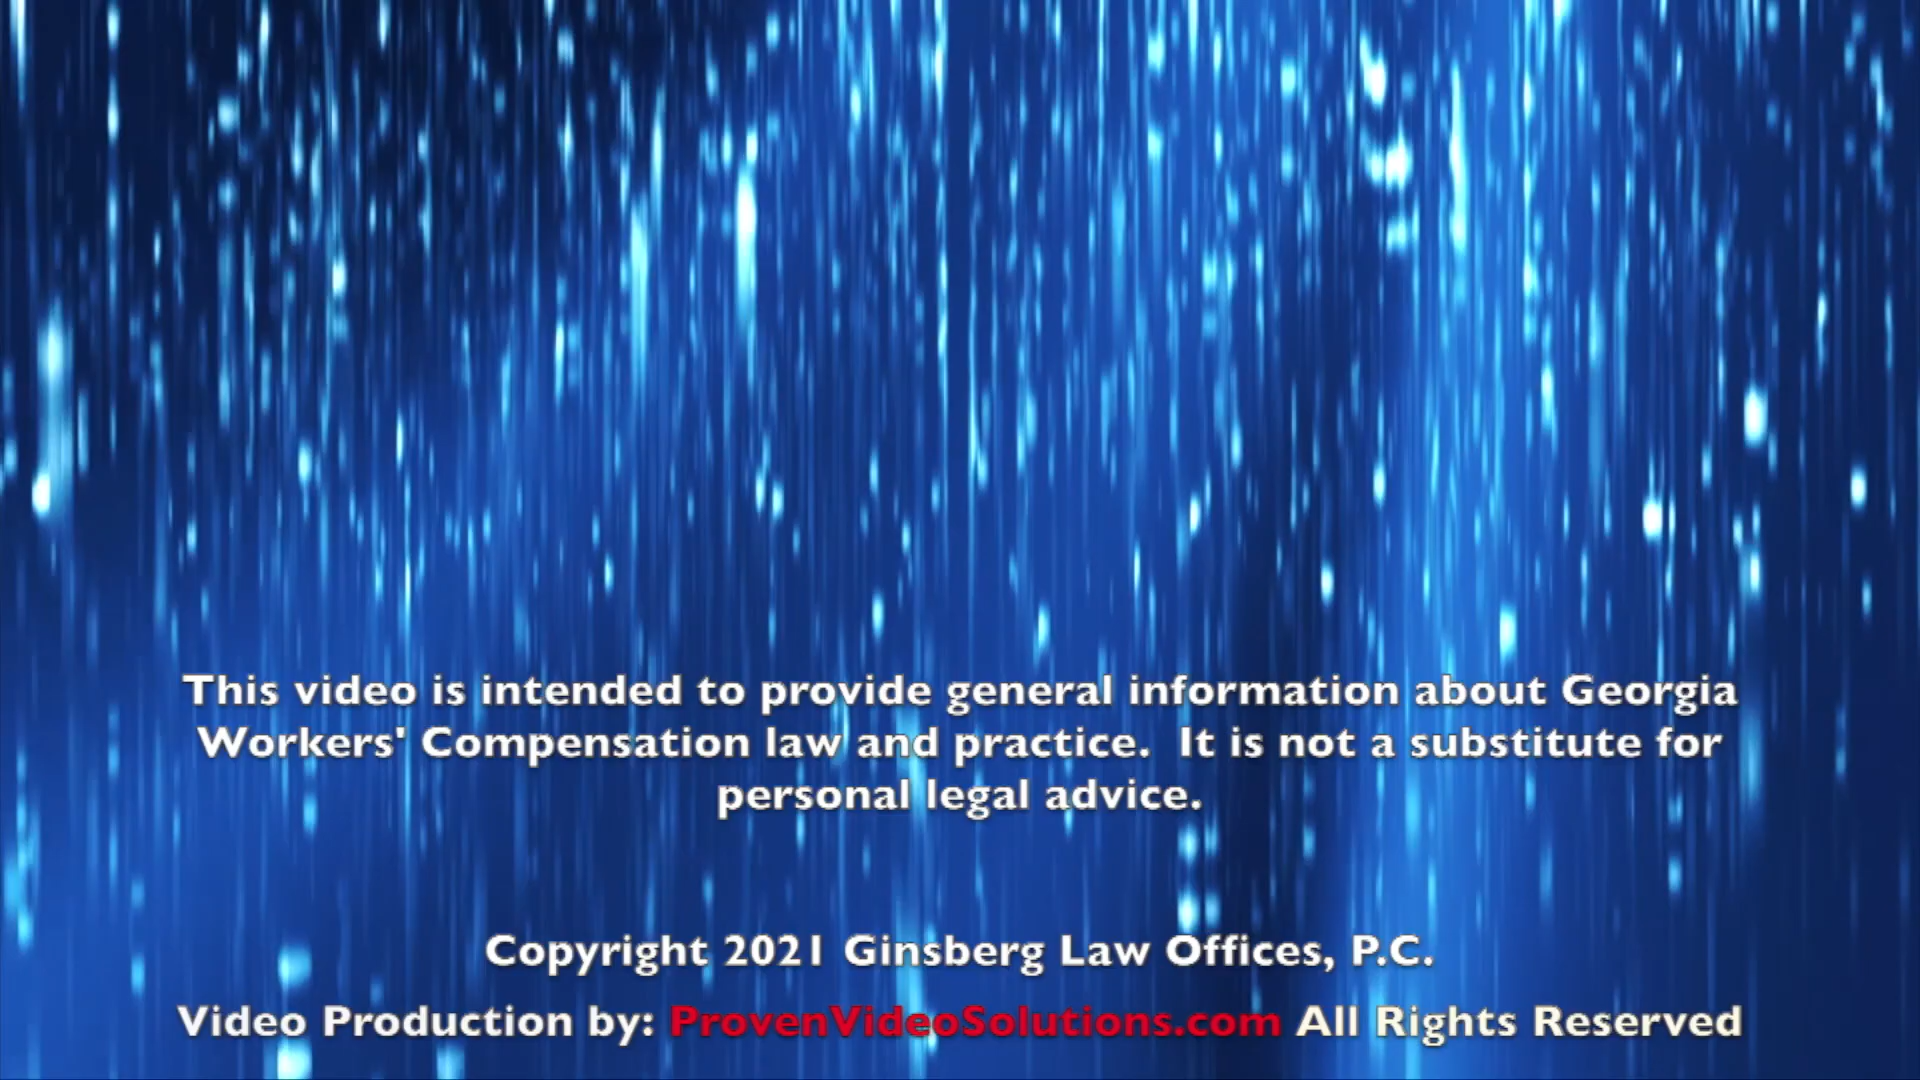 This video is intended to provide general information about Georgia
Workers' Compensation law and practice.  It is not a substitute for
personal legal advice.
Copyright 2021 Ginsberg Law Offices, P.C.
Video Production by: ProvenVideoSolutions.com All Rights Reserved